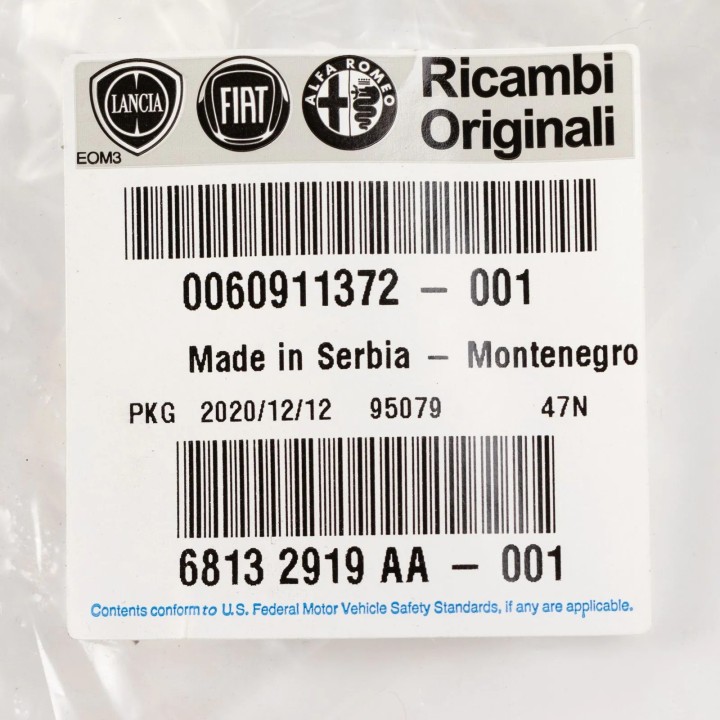 LANCIA FIAT ALFA ROMEO Ricambi
Originali
EOM3
0060911372 - 001
Made in Serbia - Montenegro
PKG 2020/12/12 95079 47N
6813 2919 AA - 001
Contents conform to U.S. Federal Motor Vehicle Safety Standards, if any are applicable.